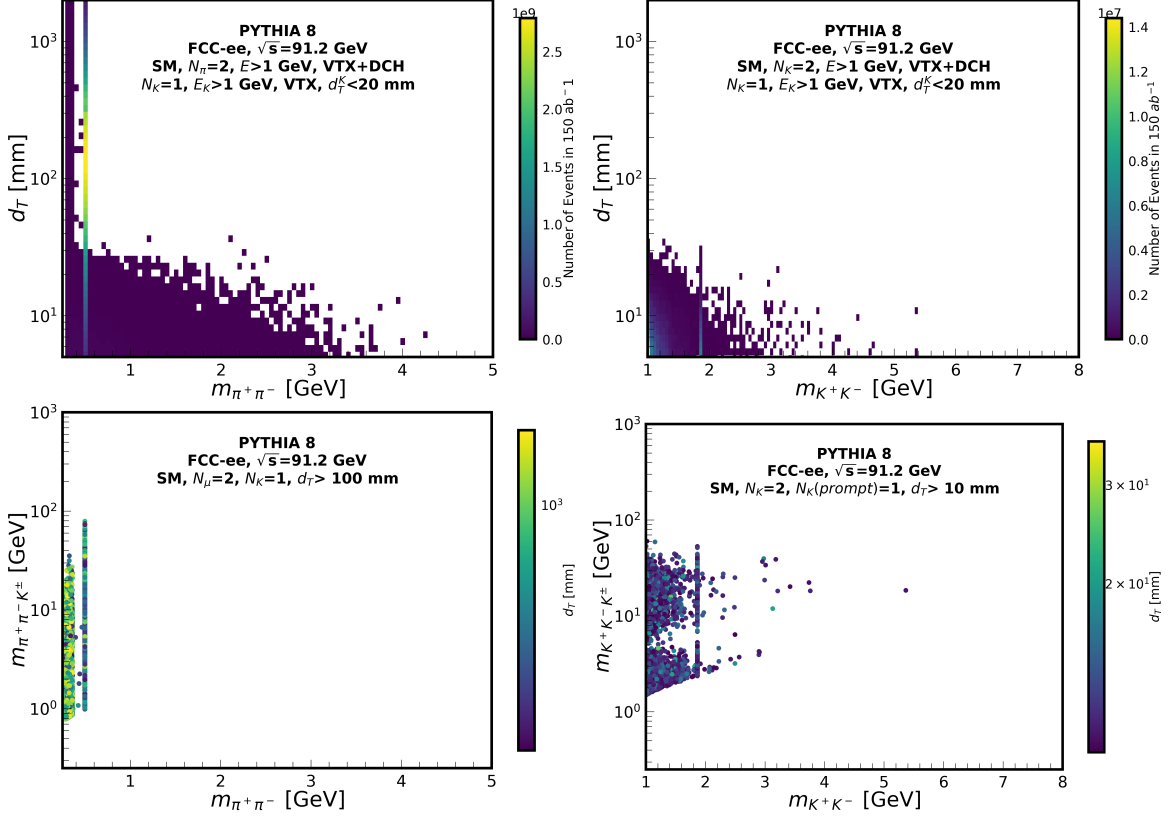 PYTHIA 8
FCC-ee, √s=91.2 GeV
SM, Nπ=2, E>1 GeV, VTX+DCH
N_K=1, E_K>1 GeV, VTX, d_T^K<20 mm
10³
10²
10¹
d_T [mm]
1 2 3 4 5
m_π⁺π⁻ [GeV]
1e9
2.5
2.0
1.5
1.0
0.5
0.0
Number of Events in 150 ab⁻1
PYTHIA 8
FCC-ee, √s=91.2 GeV
SM, N_K=2, E>1 GeV, VTX+DCH
N_K=1, E_K>1 GeV, VTX, d_T^K<20 mm
10³
10²
10¹
d_T [mm]
1 2 3 4 5 6 7 8
m_K⁺K⁻ [GeV]
1e7
1.4
1.2
1.0
0.8
0.6
0.4
0.2
0.0
Number of Events in 150 ab⁻¹
PYTHIA 8
FCC-ee, √s=91.2 GeV
SM, N_μ=2, N_K=1, d_T> 100 mm
10³
10²
10¹
10⁰
m_π⁺π⁻K± [GeV]
1 2 3 4 5
m_π⁺π⁻ [GeV]
10³
d_T [mm]
PYTHIA 8
FCC-ee, √s=91.2 GeV
SM, N_K=2, N_K(prompt)=1, d_T> 10 mm
10³
10²
10¹
10⁰
m_K⁺K⁻K± [GeV]
1 2 3 4 5 6 7 8
m_K⁺K⁻ [GeV]
3×10¹
2×10¹
d_T [mm]